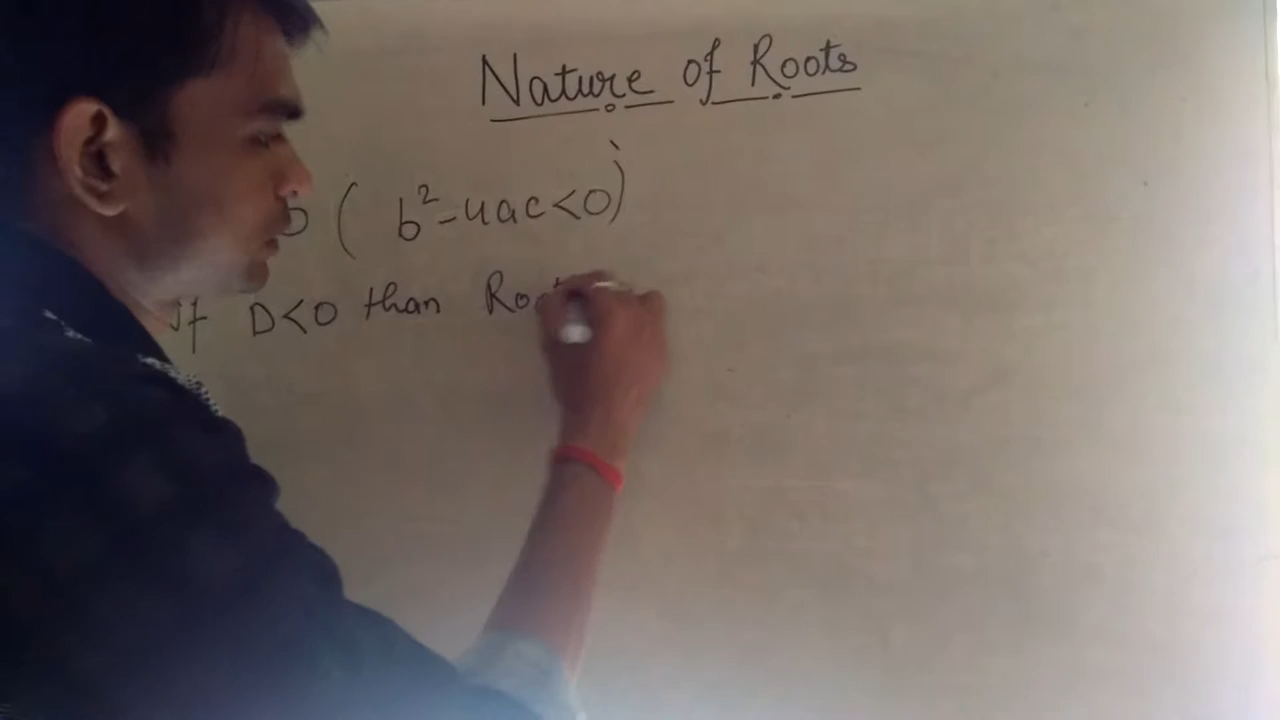 Nature of Roots
( b²-4ac<0)
if D<0 than